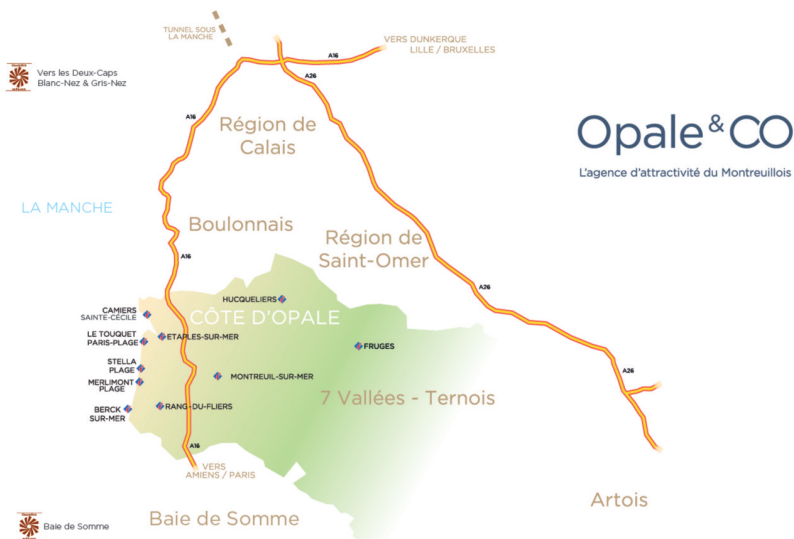 TUNNEL SOUS
LA MANCHE
VERS DUNKERQUE
LILLE / BRUXELLES
A16
A26
Vers les Deux-Caps
Blanc-Nez & Gris-Nez
A16
Région de
Calais
Opale & CO
L'agence d'attractivité du Montreuillois
LA MANCHE
Boulonnais
Région de
Saint-Omer
A16
A26
HUCQUELIERS
CAMIERS
SAINTE-CÉCILE
CÔTE D'OPALE
LE TOUQUET
PARIS-PLAGE
ETAPLES-SUR-MER
FRUGES
STELLA
PLAGE
MERLIMONT
PLAGE
MONTREUIL-SUR-MER
A26
7 Vallées - Ternois
BERCK
SUR-MER
RANG-DU-FLIERS
A16
VERS
AMIENS / PARIS
Artois
Baie de Somme
Baie de Somme